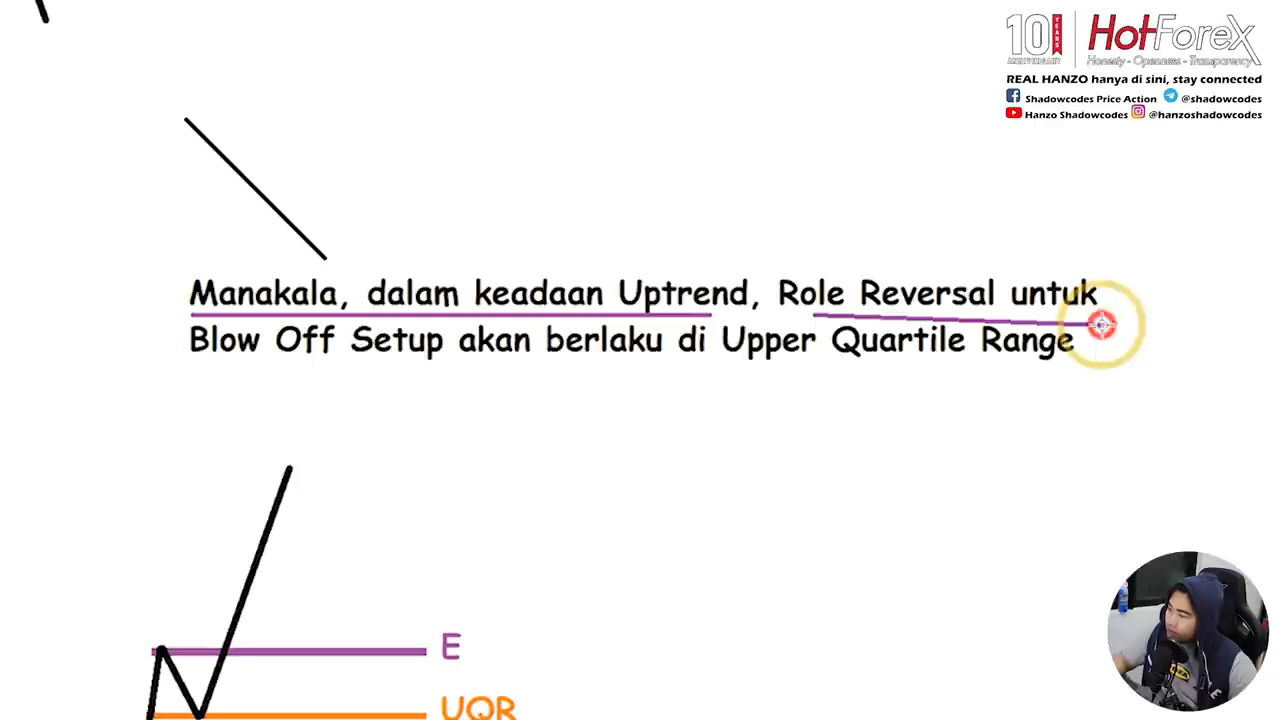 10 YEARS
ANNIVERSARY
HotForex
Honesty - Openness - Transparency
REAL HANZO hanya di sini, stay connected
Shadowcodes Price Action @shadowcodes
Hanzo Shadowcodes @hanzoshadowcodes
Manakala, dalam keadaan Uptrend, Role Reversal untuk
Blow Off Setup akan berlaku di Upper Quartile Range
E
UQR